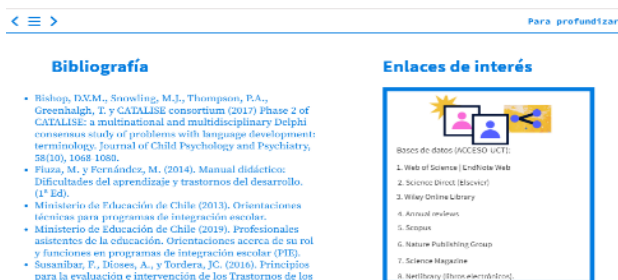 Para profundizar
Bibliografía
• Bishop, D.V.M., Snowling, M.J., Thompson, P.A.,
Greenhalgh, T. y CATALISE consortium (2017) Phase 2 of
CATALISE: a multinational and multidisciplinary Delphi
consensus study of problems with language development:
terminology. Journal of Child Psychology and Psychiatry,
58(10), 1068-1080.
• Fiuza, M. y Fernández, M. (2014). Manual didáctico:
Dificultades del aprendizaje y trastornos del desarrollo.
(1ª Ed).
• Ministerio de Educación de Chile (2013). Orientaciones
técnicas para programas de integración escolar.
• Ministerio de Educación de Chile (2019). Profesionales
asistentes de la educación. Orientaciones acerca de su rol
y funciones en programas de integración escolar (PIE).
• Susanibar, F., Dioses, A., y Tordera, JC. (2016). Principios
para la evaluación e intervención de los Trastornos de los
Enlaces de interés
Bases de datos (ACCESO UCT):
1. Web of Science | EndNote Web
2. Science Direct (Elsevier)
3. Wiley Online Library
4. Annual reviews
5. Scopus
6. Nature Publishing Group
7. Science Magazine
8. Netlibrary (libros electrónicos).